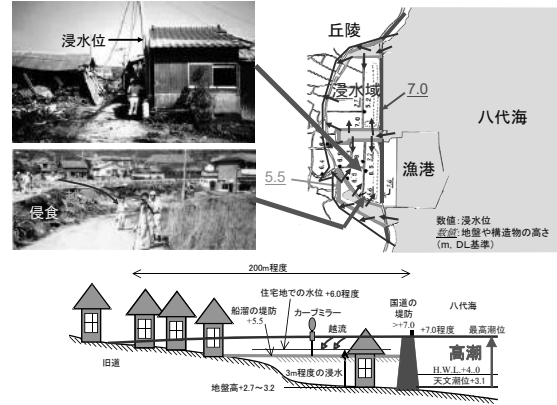 浸水位
侵食
丘陵
浸水域
7.0
八代海
漁港
5.5
数値：浸水位
数値：地盤や構造物の高さ
(m, DL基準)
200m程度
住宅地での水位+6.0程度
船溜の堤防
+5.5
カーブミラー
越流
国道の
堤防
>+7.0
八代海
+7.0程度
最高潮位
高潮
旧道
3m程度の浸水
H.W.L.+4..0
天文潮位+3.1
地盤高+2.7～3.2